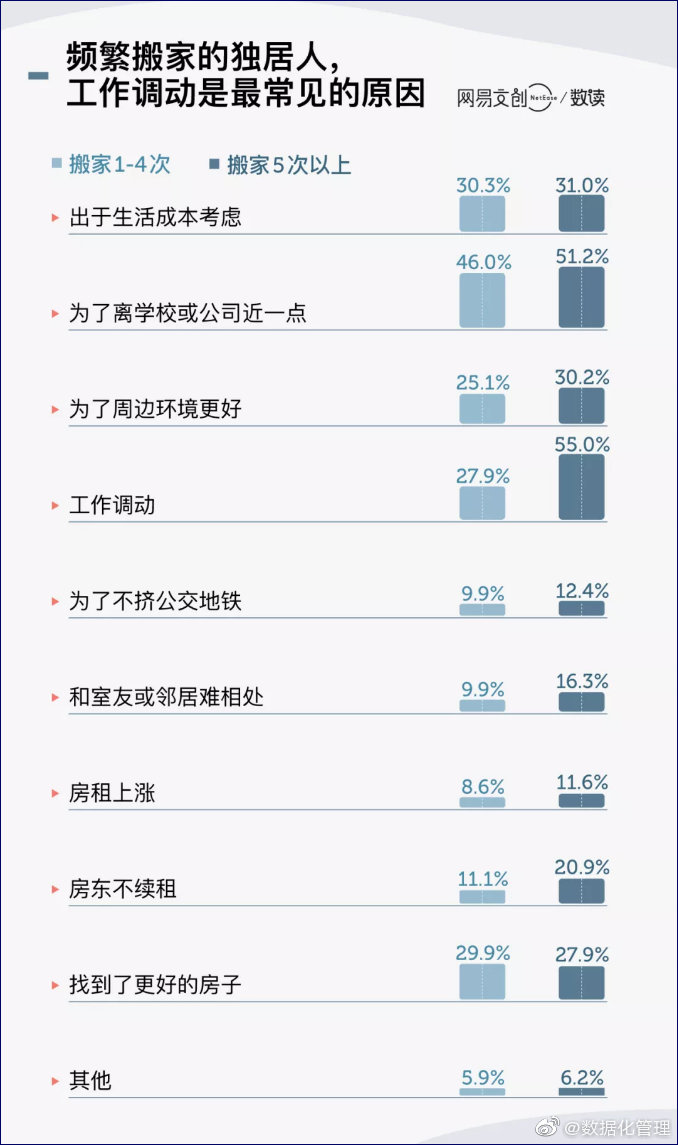 频繁搬家的独居人，
工作调动是最常见的原因
网易文创 NetEase / 数读
搬家1-4次 搬家5次以上
30.3% 31.0%
出于生活成本考虑
46.0% 51.2%
为了离学校或公司近一点
25.1% 30.2%
为了周边环境更好
27.9% 55.0%
工作调动
9.9% 12.4%
为了不挤公交地铁
9.9% 16.3%
和室友或邻居难相处
8.6% 11.6%
房租上涨
11.1% 20.9%
房东不续租
29.9% 27.9%
找到了更好的房子
5.9% 6.2%
其他
@数据化管理